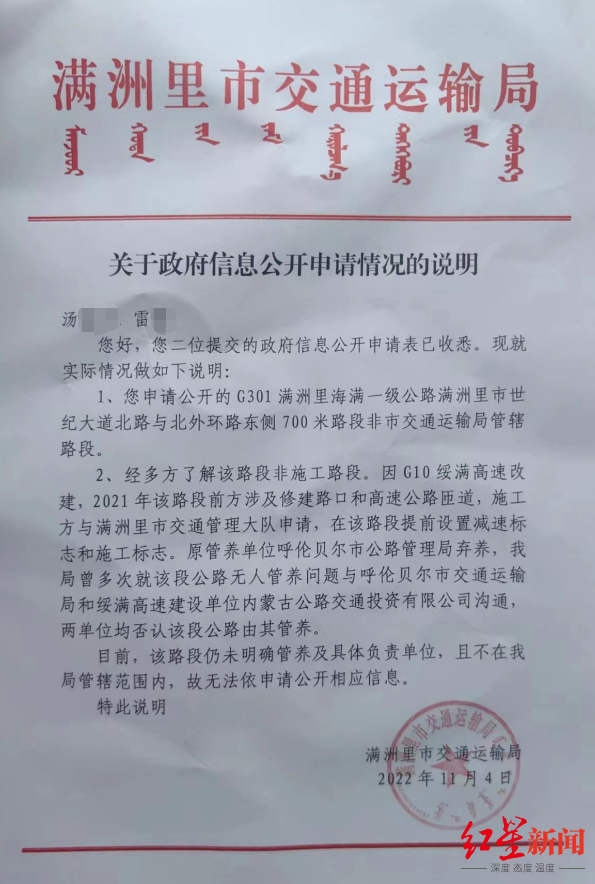 满洲里市交通运输局
关于政府信息公开申请情况的说明
汤 雷
您好，您二位提交的政府信息公开申请表已收悉。现就
实际情况做如下说明：
1、您申请公开的 G301 满洲里海满一级公路满洲里市世
纪大道北路与北外环路东侧 700 米路段非市交通运输局管辖
路段。
2、经多方了解该路段非施工路段。因 G10 绥满高速改
建，2021 年该路段前方涉及修建路口和高速公路匝道，施工
方与满洲里市交通管理大队申请，在该路段提前设置减速标
志和施工标志。原管养单位呼伦贝尔市公路管理局弃养，我
局曾多次就该段公路无人管养问题与呼伦贝尔市交通运输
局和绥满高速建设单位内蒙古公路交通投资有限公司沟通，
两单位均否认该段公路由其管养。
目前，该路段仍未明确管养及具体负责单位，且不在我
局管辖范围内，故无法依申请公开相应信息。
特此说明
满洲里市交通运输局
2022 年 11 月 4 日
红星新闻
深度 态度 温度